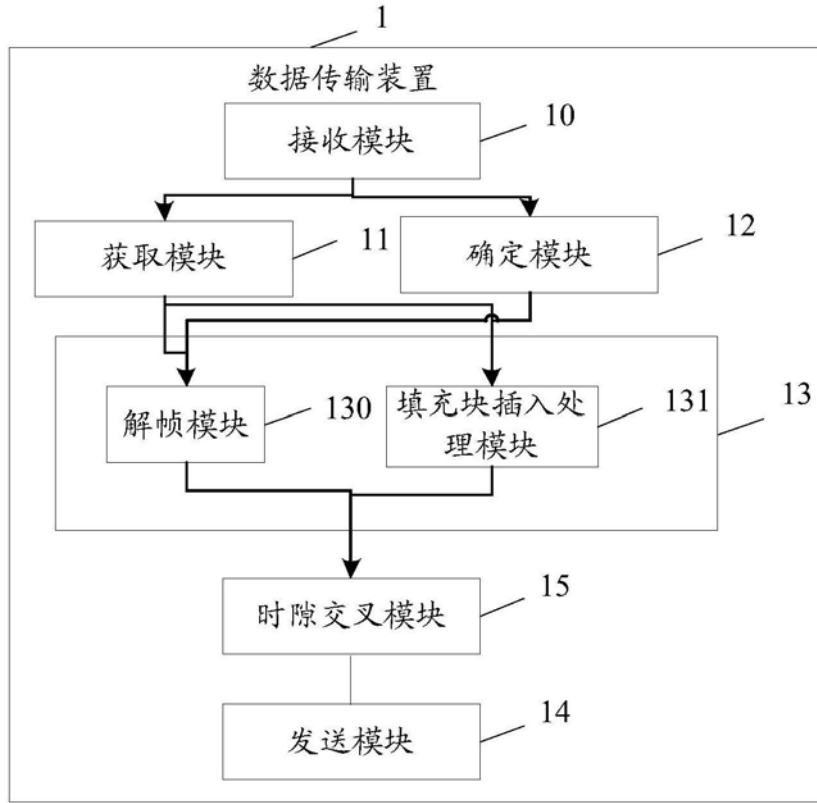 1
数据传输装置
接收模块
10
获取模块
11
确定模块
12
解帧模块
130
填充块插入处
理模块
131
13
时隙交叉模块
15
发送模块
14